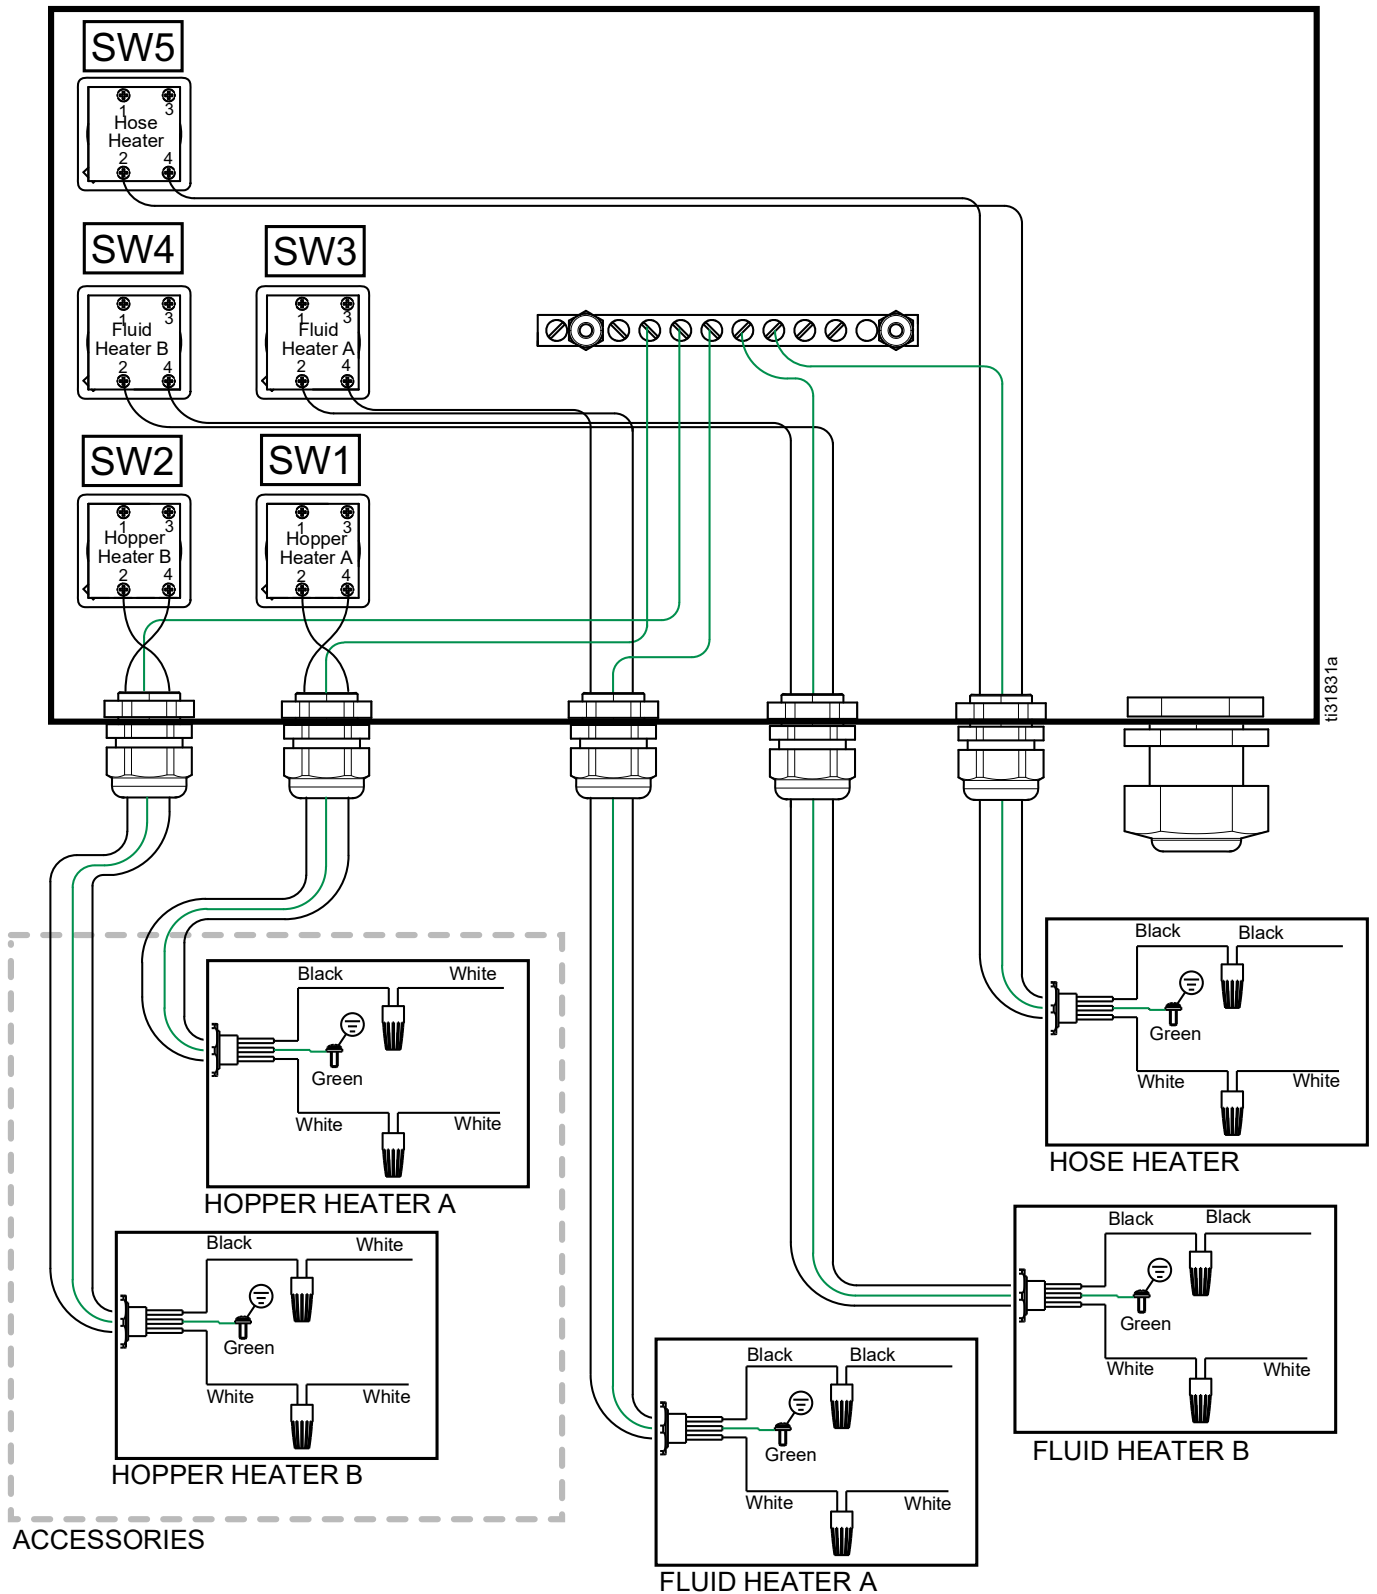 SW5
1 3
Hose
Heater
2 4
SW4
SW3
1 3
Fluid
Heater B
2 4
1 3
Fluid
Heater A
2 4
SW2
SW1
1 3
Hopper
Heater B
2 4
1 3
Hopper
Heater A
2 4
ti31831a
Black Black
Green
White White
HOSE HEATER
Black White
Green
White White
HOPPER HEATER A
Black Black
Green
White White
FLUID HEATER B
Black White
Green
White White
HOPPER HEATER B
Black Black
Green
White White
FLUID HEATER A
ACCESSORIES